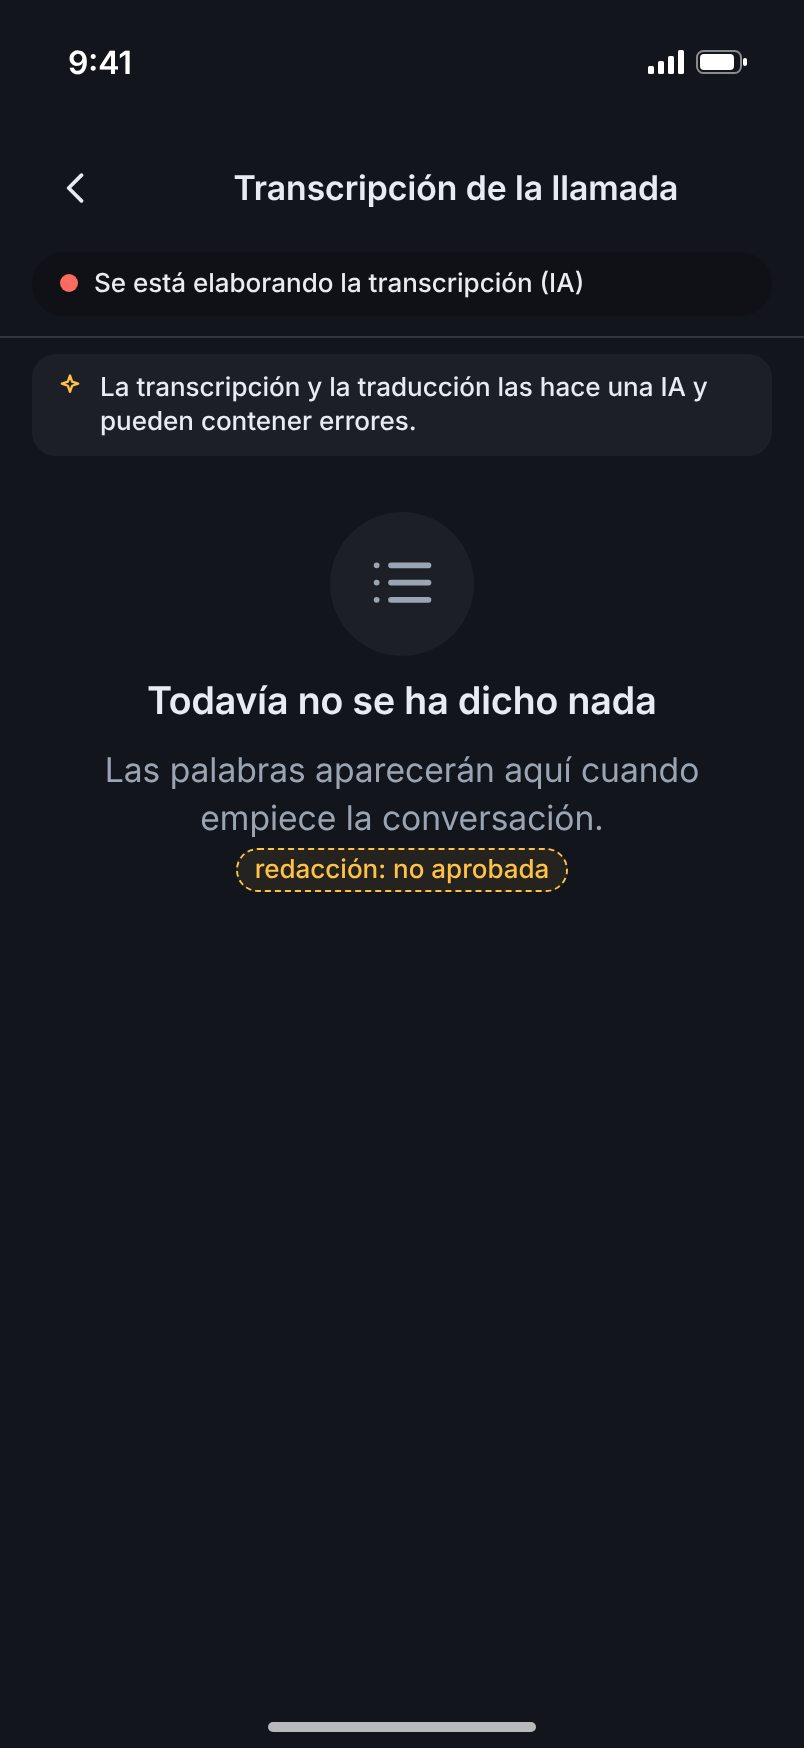 9:41
Transcripción de la llamada
Se está elaborando la transcripción (IA)
La transcripción y la traducción las hace una IA y
pueden contener errores.
Todavía no se ha dicho nada
Las palabras aparecerán aquí cuando
empiece la conversación.
redacción: no aprobada